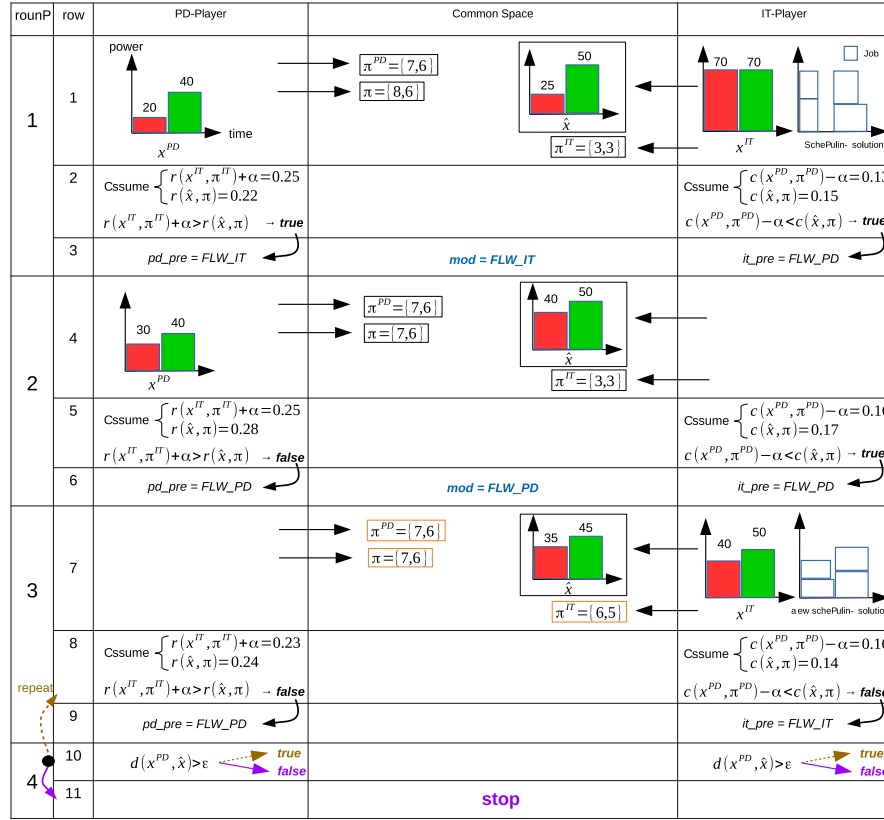 rounP row PD-Player Common Space IT-Player
1
1
power
20 40
time
x^PD
π^PD={7,6}
π={8,6}
25 50
x̂
π^IT={3,3}
70 70
x^IT
Job
SchePulin- solution
2
Cssume { r(x^IT,π^IT)+α=0.25
r(x̂,π)=0.22
r(x^IT,π^IT)+α>r(x̂,π) → true
Cssume { c(x^PD,π^PD)−α=0.13
c(x̂,π)=0.15
c(x^PD,π^PD)−α<c(x̂,π) → true
3
pd_pre = FLW_IT
mod = FLW_IT
it_pre = FLW_PD
2
4
30 40
x^PD
π^PD={7,6}
π={7,6}
40 50
x̂
π^IT={3,3}
5
Cssume { r(x^IT,π^IT)+α=0.25
r(x̂,π)=0.28
r(x^IT,π^IT)+α>r(x̂,π) → false
Cssume { c(x^PD,π^PD)−α=0.16
c(x̂,π)=0.17
c(x^PD,π^PD)−α<c(x̂,π) → true
6
pd_pre = FLW_PD
mod = FLW_PD
it_pre = FLW_PD
3
7
π^PD={7,6}
π={7,6}
35 45
x̂
π^IT={6,5}
40 50
x^IT
a ew schePulin- solution
8
Cssume { r(x^IT,π^IT)+α=0.23
r(x̂,π)=0.24
r(x^IT,π^IT)+α>r(x̂,π) → false
Cssume { c(x^PD,π^PD)−α=0.16
c(x̂,π)=0.14
c(x^PD,π^PD)−α<c(x̂,π) → false
repeat
9
pd_pre = FLW_PD
it_pre = FLW_IT
4
10
d(x^PD,x̂)>ε
true
false
d(x^PD,x̂)>ε
true
false
11
stop